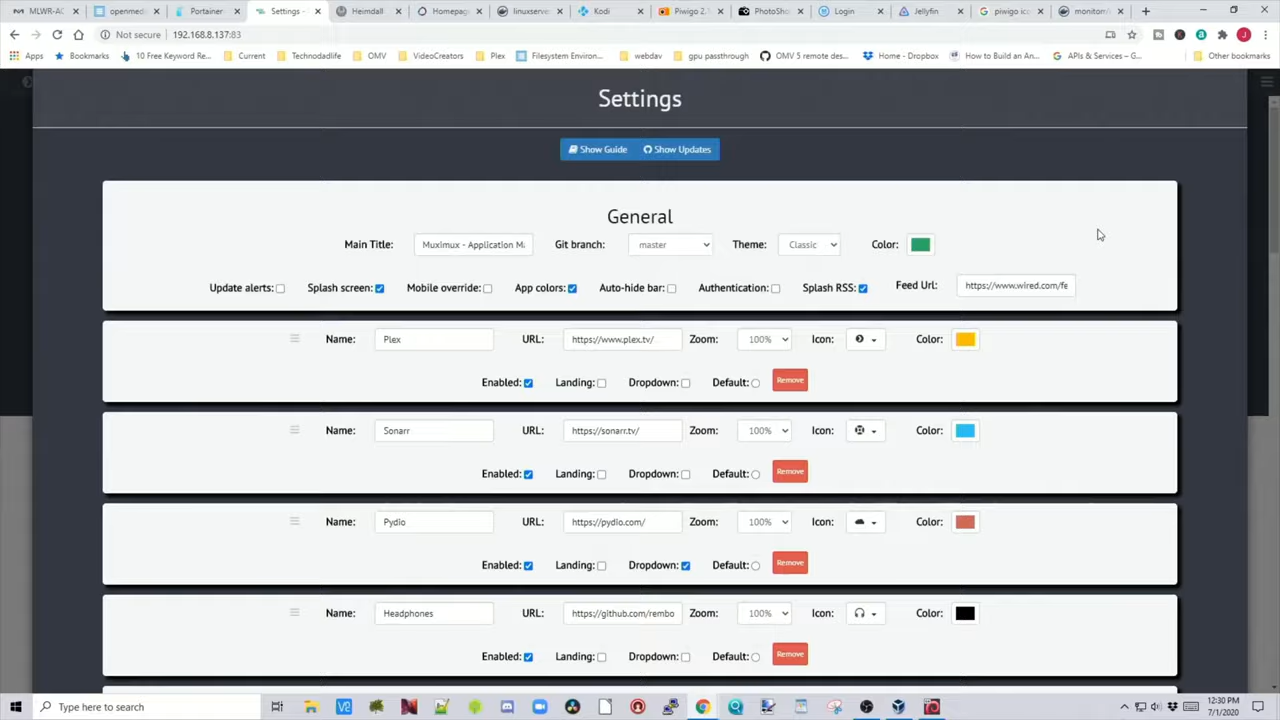 MLWR-AC
openmedi
Portainer
Settings -
Heimdall
Homepag
linuxserve
Kodi
Piwigo 2.1
PhotoSho
Login
Jellyfin
piwigo ico
monitorr/
Not secure | 192.168.8.137:83
Apps
Bookmarks
10 Free Keyword Re...
Current
Technodadlife
OMV
VideoCreators
Plex
Filesystem Environ...
webdav
gpu passthrough
OMV 5 remote des...
Home - Dropbox
How to Build an An...
APIs & Services – G...
Other bookmarks
Settings
Show Guide Show Updates
General
Main Title: Muximux - Application Ma Git branch: master Theme: Classic Color:
Update alerts: Splash screen: Mobile override: App colors: Auto-hide bar: Authentication: Splash RSS: Feed Url: https://www.wired.com/fe
Name: Plex URL: https://www.plex.tv/ Zoom: 100% Icon: Color:
Enabled: Landing: Dropdown: Default: Remove
Name: Sonarr URL: https://sonarr.tv/ Zoom: 100% Icon: Color:
Enabled: Landing: Dropdown: Default: Remove
Name: Pydio URL: https://pydio.com/ Zoom: 100% Icon: Color:
Enabled: Landing: Dropdown: Default: Remove
Name: Headphones URL: https://github.com/rembo Zoom: 100% Icon: Color:
Enabled: Landing: Dropdown: Default: Remove
Type here to search
12:30 PM
7/1/2020